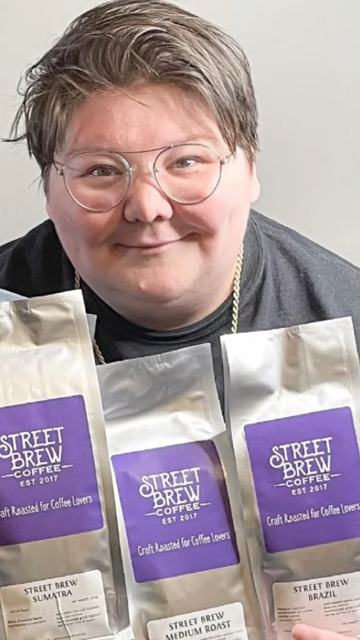 STREET
BREW
COFFEE
EST 2017
aft Roasted for Coffee Lovers
STREET BREW
SUMATRA
STREET
BREW
COFFEE
EST 2017
Craft Roasted for Coffee Lovers
STREET BREW
MEDIUM ROAST
STREET
BREW
COFFEE
EST 2017
Craft Roasted for Coffee Lovers
STREET BREW
BRAZIL